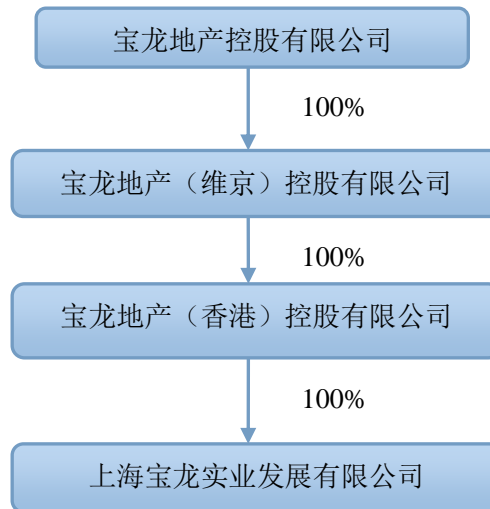 宝龙地产控股有限公司
100%
宝龙地产（维京）控股有限公司
100%
宝龙地产（香港）控股有限公司
100%
上海宝龙实业发展有限公司